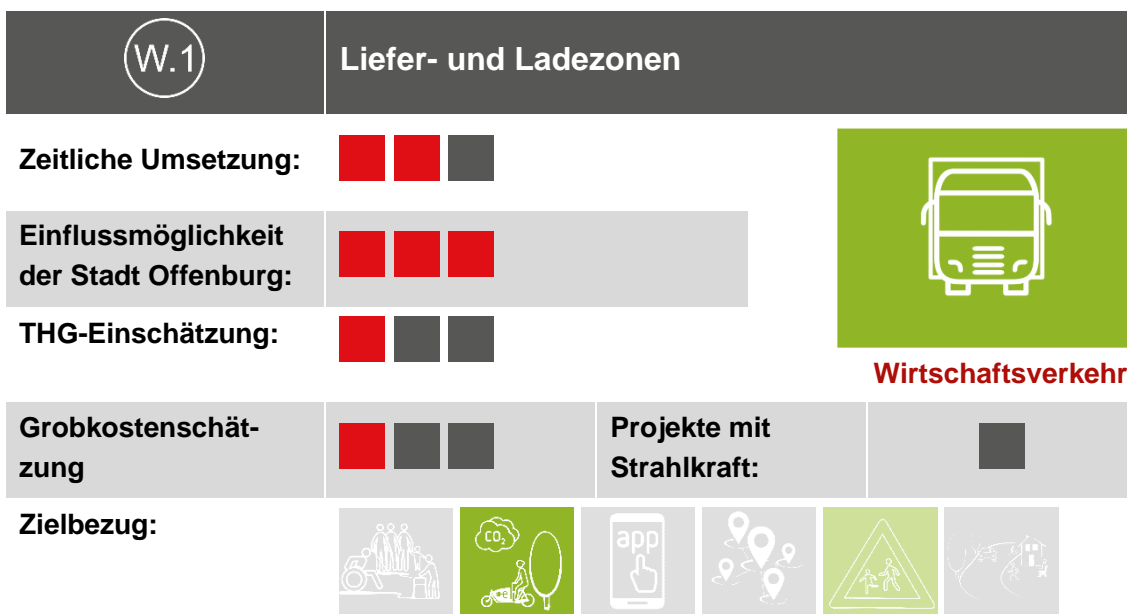 W.1
Liefer- und Ladezonen
Zeitliche Umsetzung:
Einflussmöglichkeit
der Stadt Offenburg:
THG-Einschätzung:
Wirtschaftsverkehr
Grobkostenschät-
zung
Projekte mit
Strahlkraft:
Zielbezug:
CO₂
e
app